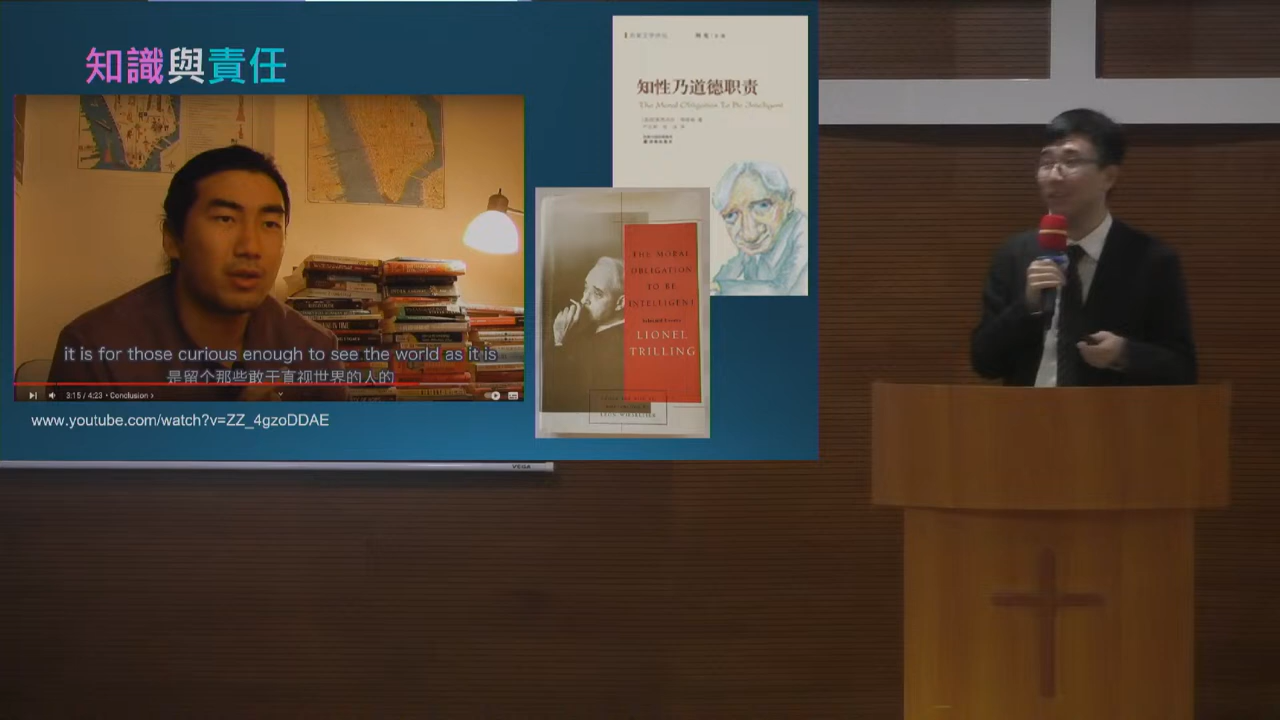 知識與責任
知性乃道德职责
The Moral Obligation To Be Intelligent
THE MORAL
OBLIGATION
TO BE
INTELLIGENT
LIONEL
TRILLING
it is for those curious enough to see the world as it is
是留个那些敢于直视世界的人的
3:15 / 4:23 • Conclusion >
www.youtube.com/watch?v=ZZ_4gzoDDAE
VEGA